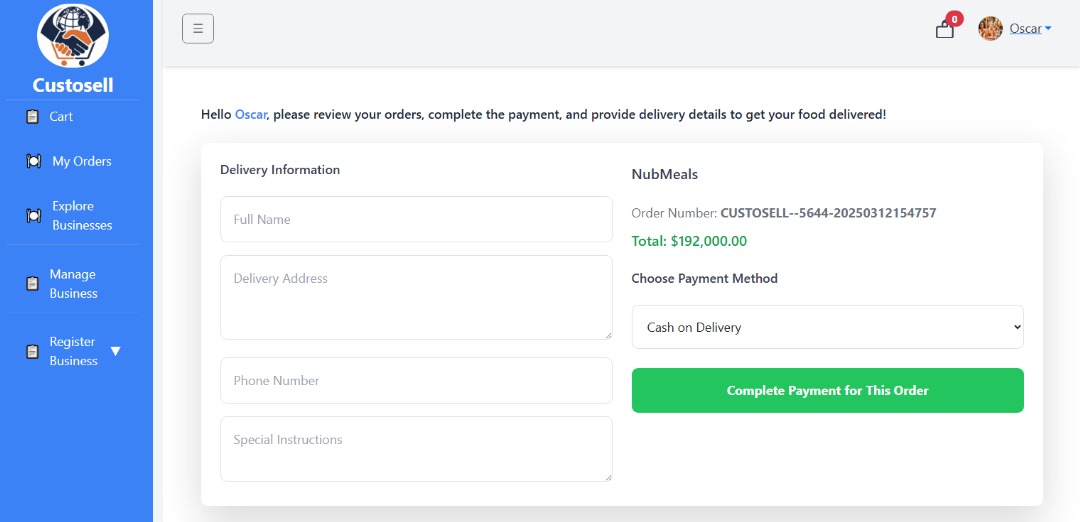 Custosell
Cart
My Orders
Explore
Businesses
Manage
Business
Register
Business
0
Oscar
Hello Oscar, please review your orders, complete the payment, and provide delivery details to get your food delivered!
Delivery Information
Full Name
Delivery Address
Phone Number
Special Instructions
NubMeals
Order Number: CUSTOSELL--5644-20250312154757
Total: $192,000.00
Choose Payment Method
Cash on Delivery
Complete Payment for This Order